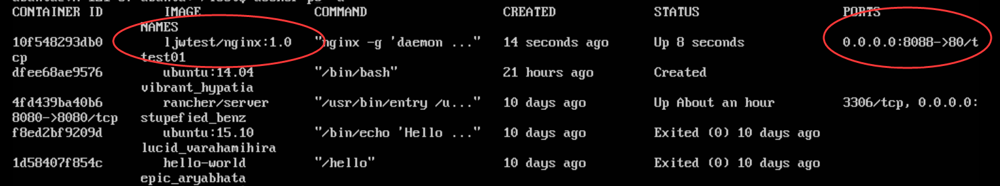 CONTAINER ID IMAGE COMMAND CREATED STATUS PORTS
NAMES
10f548293db0 ljwtest/nginx:1.0 "nginx -g 'daemon ..." 14 seconds ago Up 8 seconds 0.0.0.0:8088->80/t
cp test01
dfee68ae9576 ubuntu:14.04 "/bin/bash" 21 hours ago Created
vibrant_hypatia
4fd439ba40b6 rancher/server "/usr/bin/entry /u..." 10 days ago Up About an hour 3306/tcp, 0.0.0.0:
8080->8080/tcp stupefied_benz
f8ed2bf9209d ubuntu:15.10 "/bin/echo 'Hello ..." 10 days ago Exited (0) 10 days ago
lucid_varahamihira
1d58407f854c hello-world "/hello" 10 days ago Exited (0) 10 days ago
epic_aryabhata